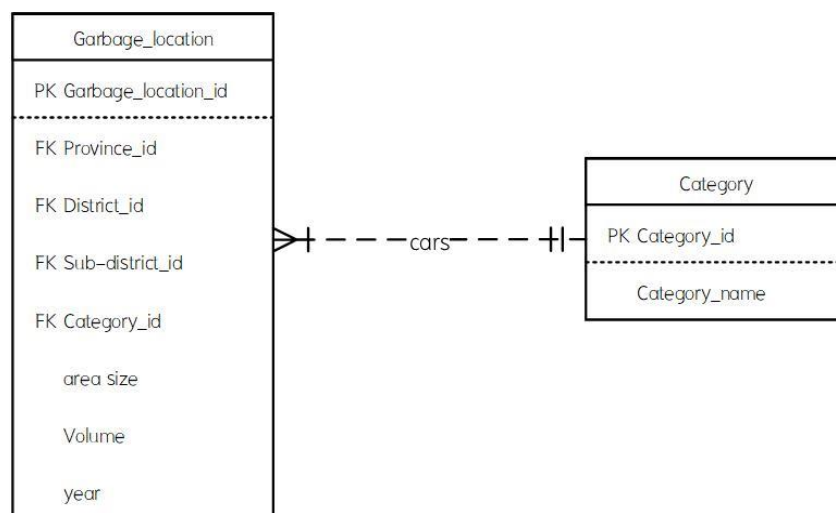 Garbage_location
PK Garbage_location_id
FK Province_id
FK District_id
FK Sub-district_id
FK Category_id
area size
Volume
year
cars
Category
PK Category_id
Category_name